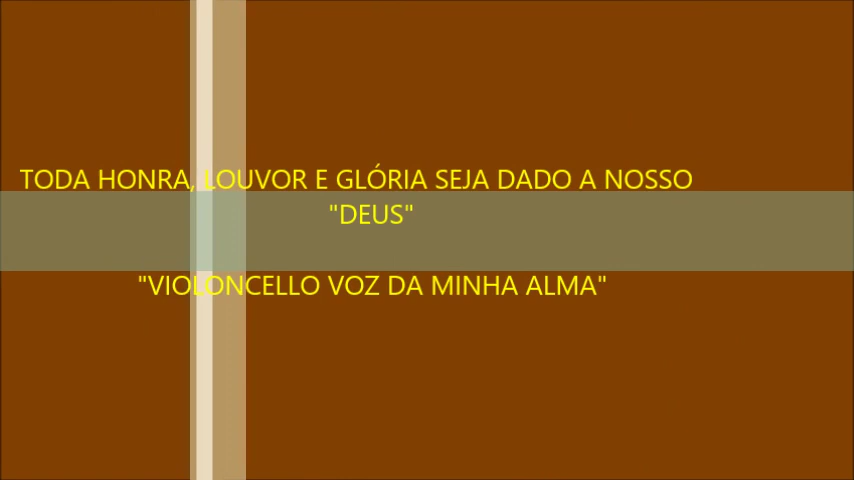 TODA HONRA, LOUVOR E GLÓRIA SEJA DADO A NOSSO
"DEUS"
"VIOLONCELLO VOZ DA MINHA ALMA"